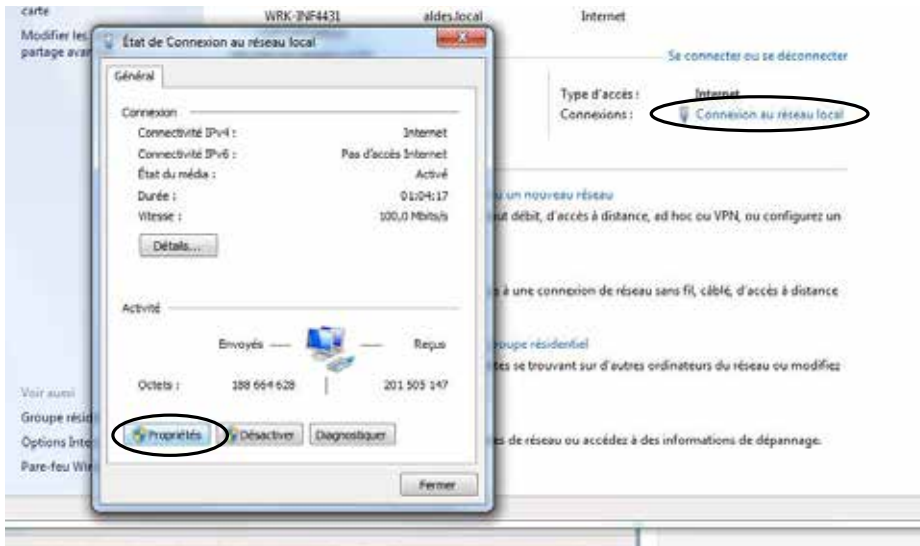 carte
WRK-INF4431 aldes.local Internet
Modifier les
partage avan
État de Connexion au réseau local
Se connecter ou se déconnecter
Général
Type d'accès : Internet
Connexions : Connexion au réseau local
Connexion
Connectivité IPv4 : Internet
Connectivité IPv6 : Pas d'accès Internet
État du média : Activé
Durée : 01:04:17
Vitesse : 100,0 Mbits/s
Détails...
un nouveau réseau
ut débit, d'accès à distance, ad hoc ou VPN, ou configurez un
à une connexion de réseau sans fil, câblé, d'accès à distance
Activité
Envoyés Reçus
oupe résidentiel
tes se trouvant sur d'autres ordinateurs du réseau ou modifiez
Octets : 188 664 628 201 505 147
Voir aussi
Groupe résid
Options Inte
Pare-feu Win
Propriétés Désactiver Diagnostiquer
es de réseau ou accédez à des informations de dépannage.
Fermer